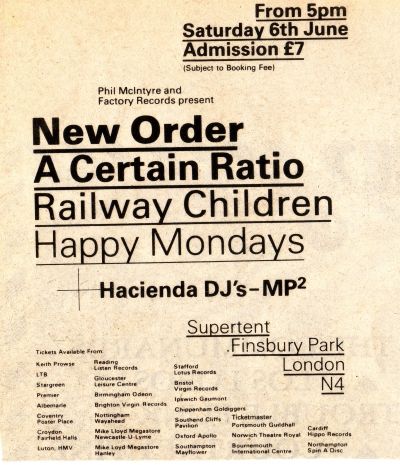 From 5pm
Saturday 6th June
Admission £7
(Subject to Booking Fee)
Phil McIntyre and
Factory Records present
New Order
A Certain Ratio
Railway Children
Happy Mondays
Hacienda DJ's – MP²
Supertent
Finsbury Park
London
N4
Tickets Available From:
Keith Prowse
LTB
Stargreen
Premier
Albemarle
Coventry
Poster Place
Croydon
Fairfield Halls
Luton, HMV
Reading
Listen Records
Gloucester
Leisure Centre
Birmingham Odeon
Brighton Virgin Records
Nottingham
Wayahead
Mike Lloyd Megastore
Newcastle-U-Lyme
Mike Lloyd Megastore
Hanley
Stafford
Lotus Records
Bristol
Virgin Records
Ipswich Gaumont
Chippenham Goldiggers
Southend Cliffs
Pavilion
Oxford Apollo
Southampton
Mayflower
Ticketmaster
Portsmouth Guildhall
Norwich Theatre Royal
Bournemouth
International Centre
Cardiff
Hippo Records
Northampton
Spin A Disc